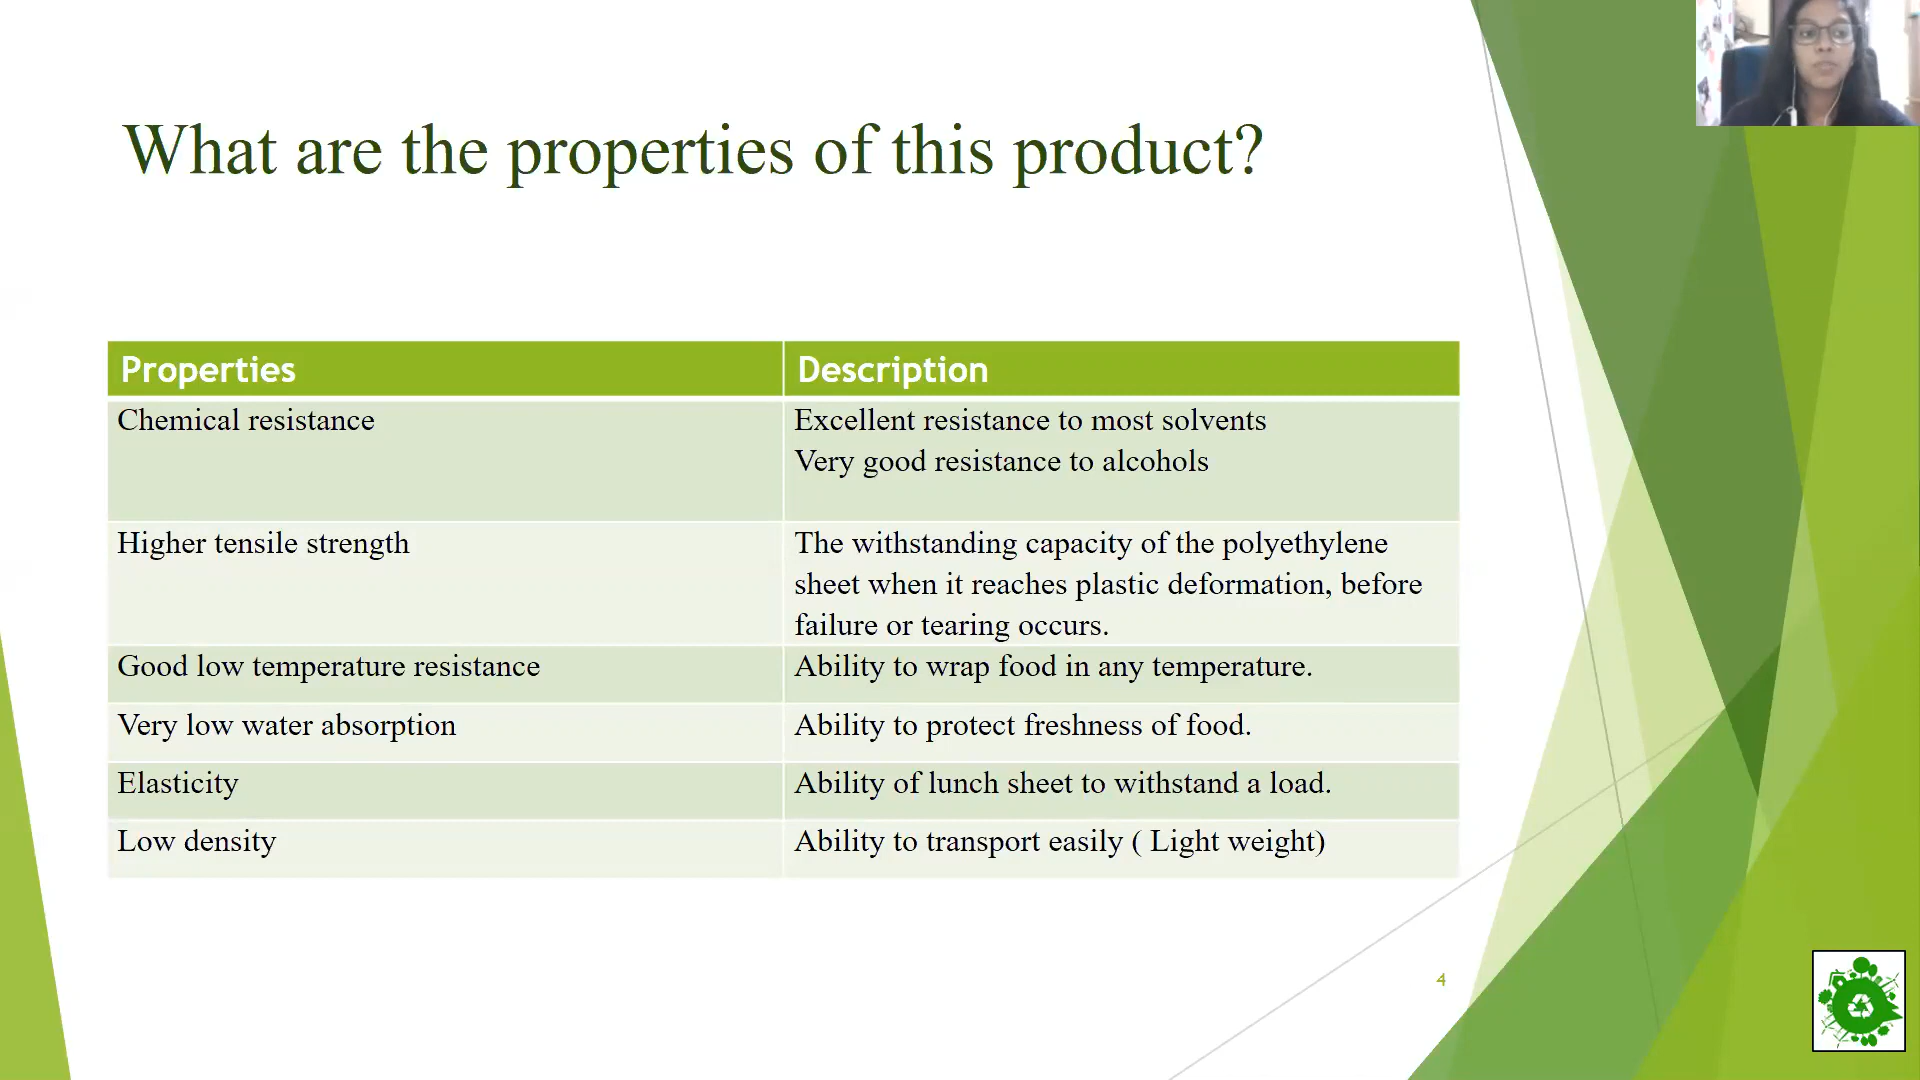 What are the properties of this product?
Properties
Description
Chemical resistance
Excellent resistance to most solvents
Very good resistance to alcohols
Higher tensile strength
The withstanding capacity of the polyethylene
sheet when it reaches plastic deformation, before
failure or tearing occurs.
Good low temperature resistance
Ability to wrap food in any temperature.
Very low water absorption
Ability to protect freshness of food.
Elasticity
Ability of lunch sheet to withstand a load.
Low density
Ability to transport easily ( Light weight)
4